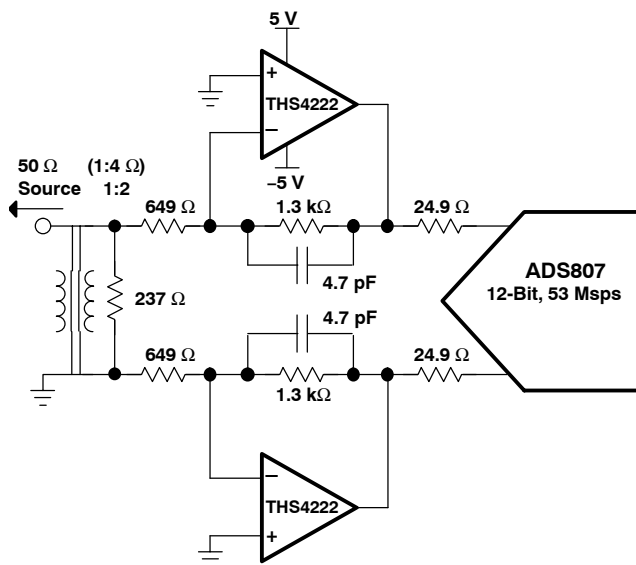 5 V
+
THS4222
−
−5 V
50 Ω
Source
(1:4 Ω)
1:2
649 Ω
1.3 kΩ
24.9 Ω
4.7 pF
237 Ω
ADS807
12-Bit, 53 Msps
4.7 pF
649 Ω
1.3 kΩ
24.9 Ω
−
THS4222
+